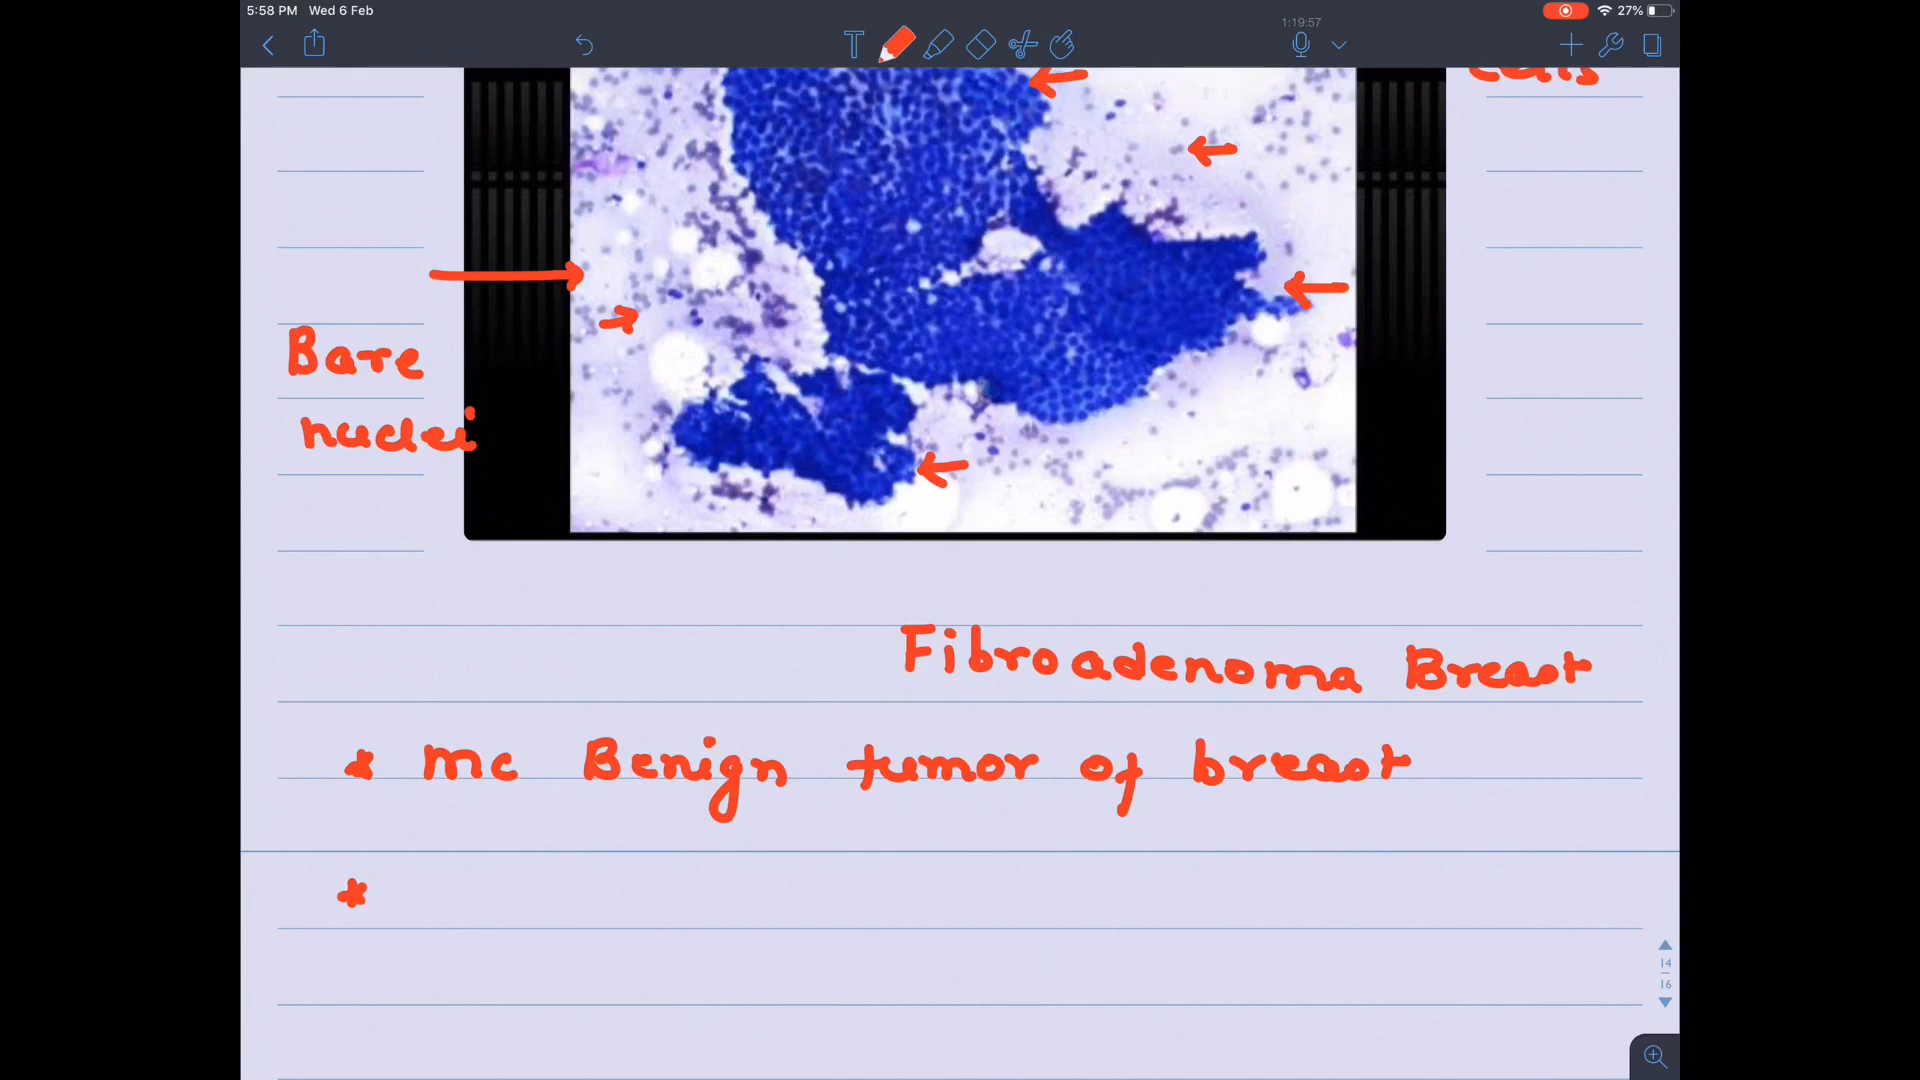 5:58 PM Wed 6 Feb
27%
1:19:57
T
cells
Bare
nuclei
Fibroadenoma Breast
* Mc Benign tumor of breast
*
14
16